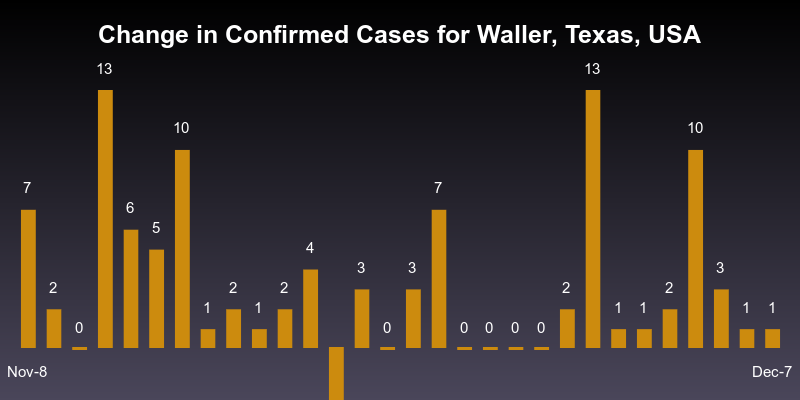 Change in Confirmed Cases for Waller, Texas, USA
13 13
10 10
7 7
6
5
4
3 3 3
2 2 2 2 2
1 1 1 1 1 1
0 0 0 0 0 0
Nov-8 Dec-7